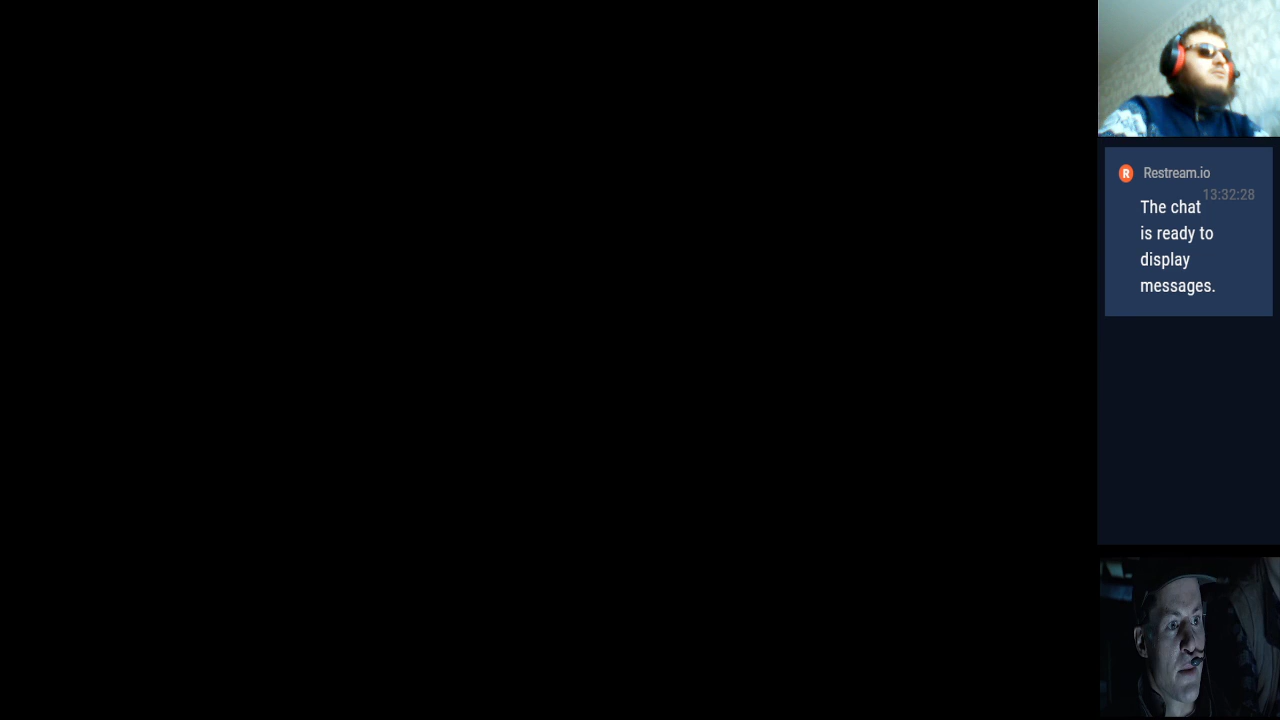 R Restream.io
13:32:28
The chat
is ready to
display
messages.